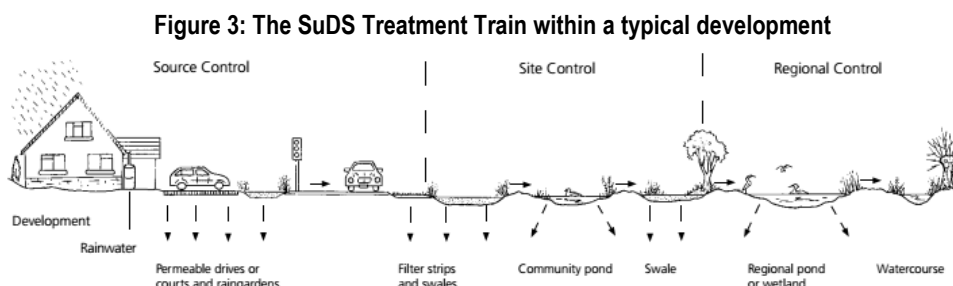 Figure 3: The SuDS Treatment Train within a typical development
Source Control
Site Control
Regional Control
Development
Rainwater
Permeable drives or
courts and raingardens
Filter strips
and swales
Community pond
Swale
Regional pond
or wetland
Watercourse